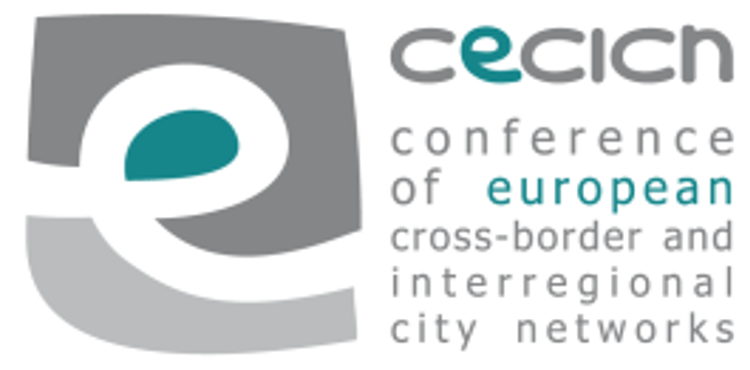 cecicn
conference
of european
cross-border and
interregional
city networks